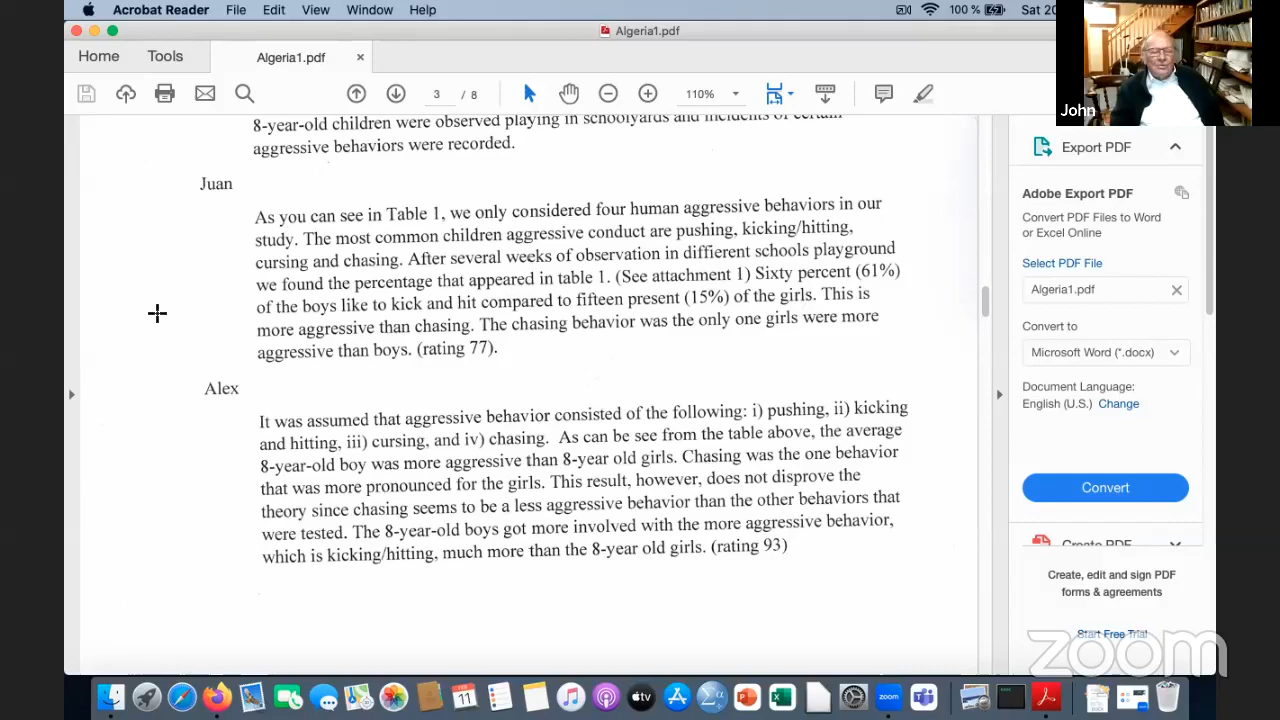 Acrobat Reader File Edit View Window Help 100 % Sat 20
Algeria1.pdf
Home Tools Algeria1.pdf ×
3 / 8 110%
John
8-year-old children were observed playing in schoolyards and incidents of certain
aggressive behaviors were recorded.
Juan
As you can see in Table 1, we only considered four human aggressive behaviors in our
study. The most common children aggressive conduct are pushing, kicking/hitting,
cursing and chasing. After several weeks of observation in diffierent schools playground
we found the percentage that appeared in table 1. (See attachment 1) Sixty percent (61%)
of the boys like to kick and hit compared to fifteen present (15%) of the girls. This is
more aggressive than chasing. The chasing behavior was the only one girls were more
aggressive than boys. (rating 77).
Alex
It was assumed that aggressive behavior consisted of the following: i) pushing, ii) kicking
and hitting, iii) cursing, and iv) chasing. As can be see from the table above, the average
8-year-old boy was more aggressive than 8-year old girls. Chasing was the one behavior
that was more pronounced for the girls. This result, however, does not disprove the
theory since chasing seems to be a less aggressive behavior than the other behaviors that
were tested. The 8-year-old boys got more involved with the more aggressive behavior,
which is kicking/hitting, much more than the 8-year old girls. (rating 93)
Export PDF
Adobe Export PDF
Convert PDF Files to Word
or Excel Online
Select PDF File
Algeria1.pdf
Convert to
Microsoft Word (*.docx)
Document Language:
English (U.S.) Change
Convert
Create PDF
Create, edit and sign PDF
forms & agreements
Start Free Trial
zoom
11
tv
zoom